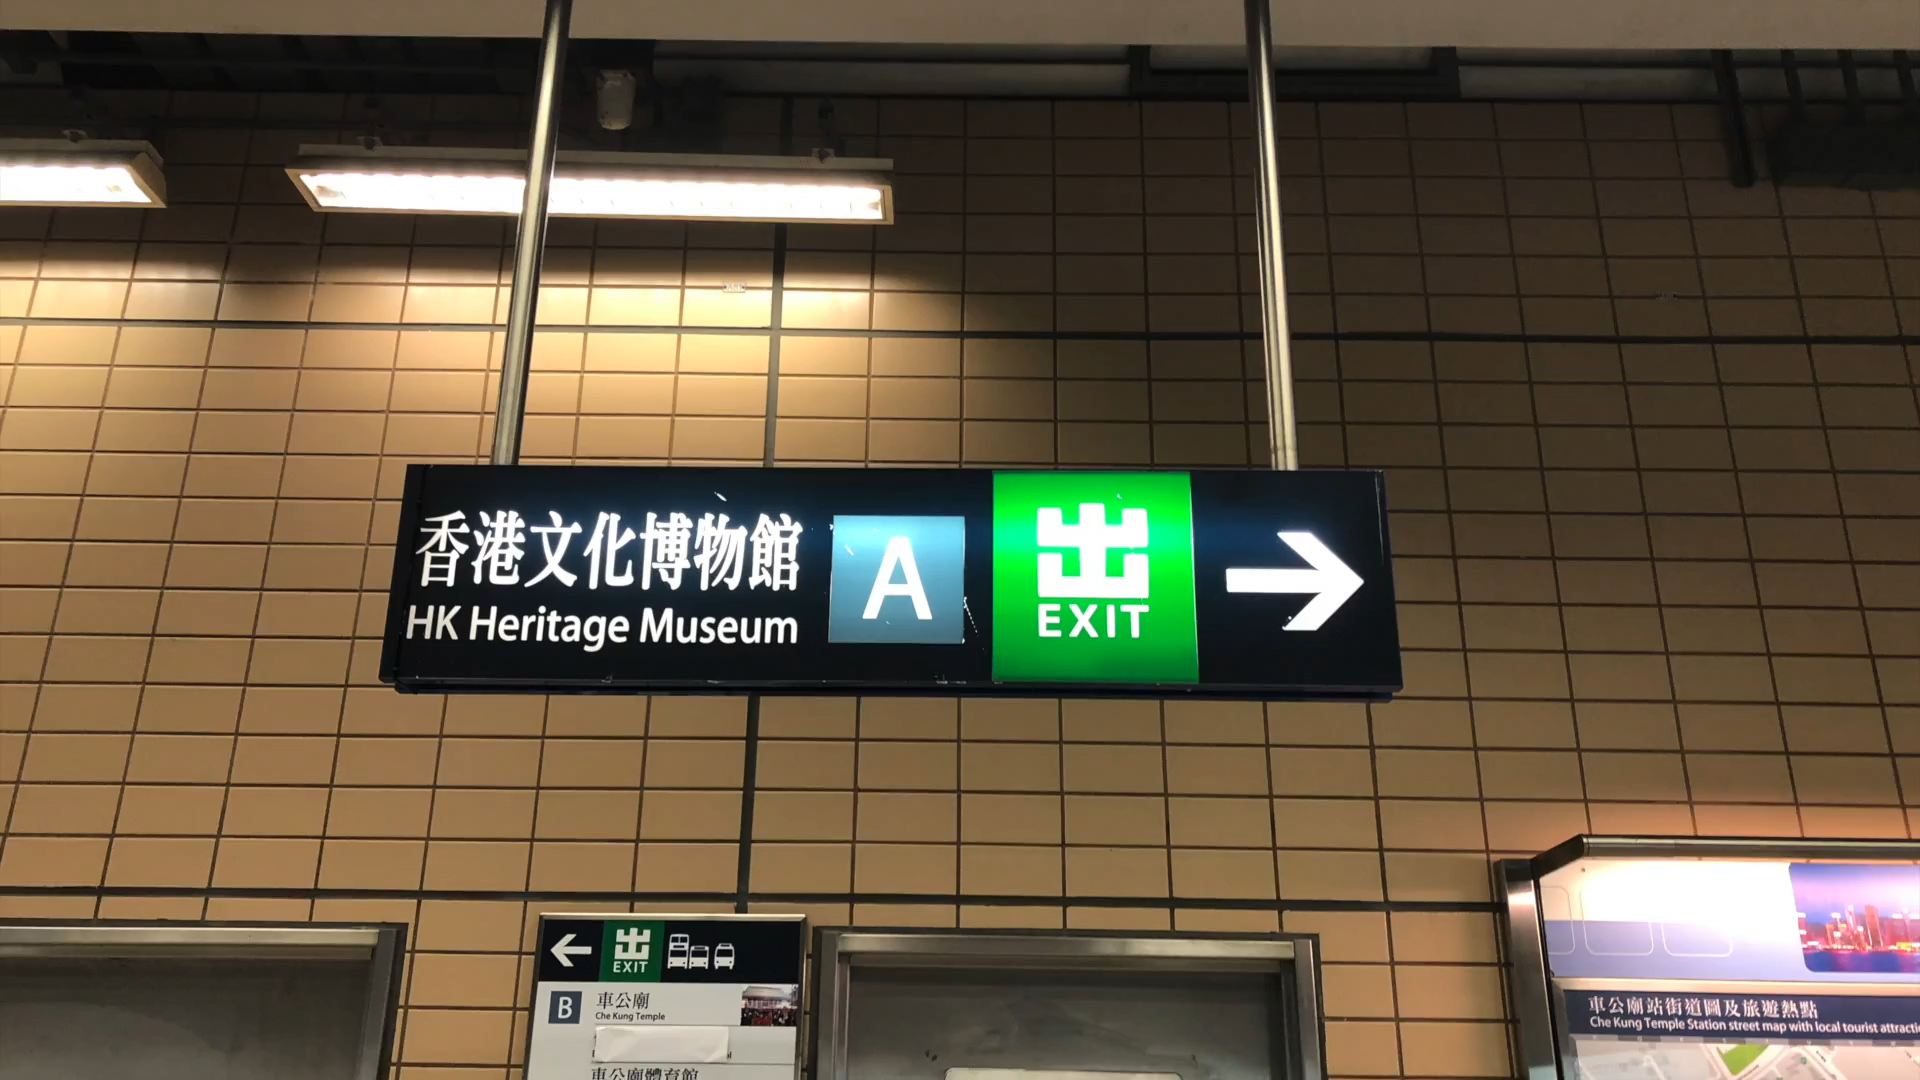 香港文化博物館
HK Heritage Museum
A
出
EXIT
出
EXIT
B
車公廟
Che Kung Temple
車公廟體育館
車公廟站街道圖及旅遊熱點
Che Kung Temple Station street map with local tourist